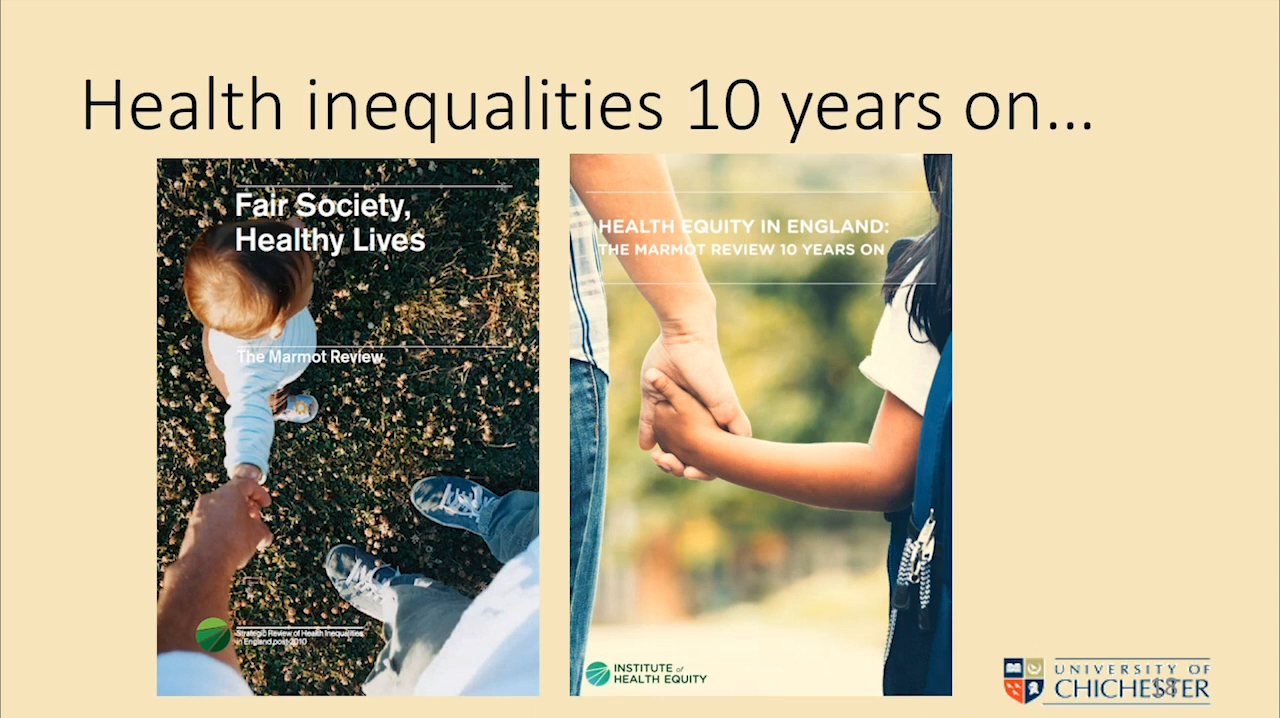 Health inequalities 10 years on...
Fair Society,
Healthy Lives
The Marmot Review
Strategic Review of Health Inequalities
in England post-2010
HEALTH EQUITY IN ENGLAND:
THE MARMOT REVIEW 10 YEARS ON
INSTITUTE of
HEALTH EQUITY
UNIVERSITY OF
CHICHESTER
18